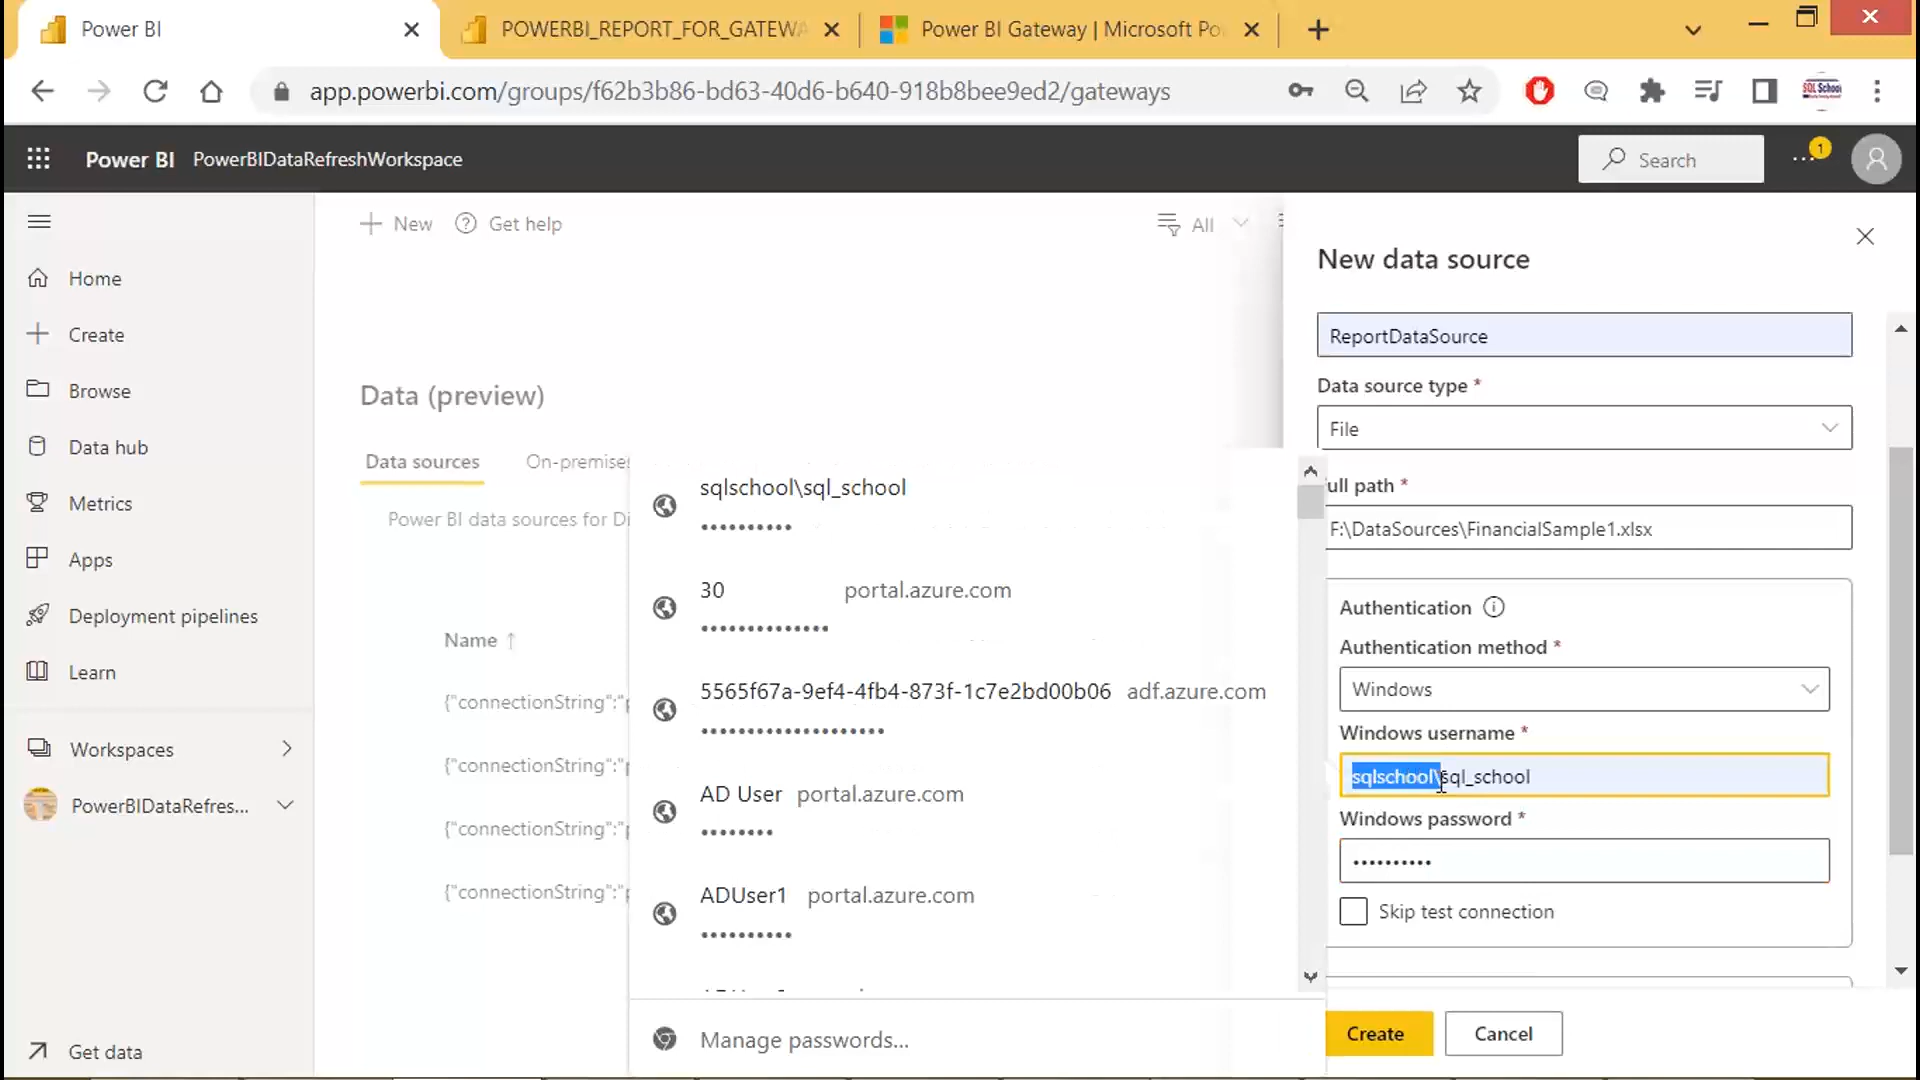 Power BI
POWERBI_REPORT_FOR_GATEWA
Power BI Gateway | Microsoft Po
app.powerbi.com/groups/f62b3b86-bd63-40d6-b640-918b8bee9ed2/gateways
SQL School
Power BI PowerBIDataRefreshWorkspace
Search
1
Home
Create
Browse
Data hub
Metrics
Apps
Deployment pipelines
Learn
Workspaces
PowerBIDataRefres...
Get data
New Get help
All
Data (preview)
Data sources On-premise
Power BI data sources for
Name ↑
{"connectionString":"
{"connectionString":"
{"connectionString":"
{"connectionString":"
sqlschool\sql_school
••••••••••
30 portal.azure.com
••••••••••••••
5565f67a-9ef4-4fb4-873f-1c7e2bd00b06 adf.azure.com
••••••••••••••••••••
AD User portal.azure.com
••••••••
ADUser1 portal.azure.com
••••••••••
Manage passwords...
New data source
ReportDataSource
Data source type *
File
ull path *
F:\DataSources\FinancialSample1.xlsx
Authentication
Authentication method *
Windows
Windows username *
sqlschool\sql_school
Windows password *
••••••••••
Skip test connection
Create Cancel